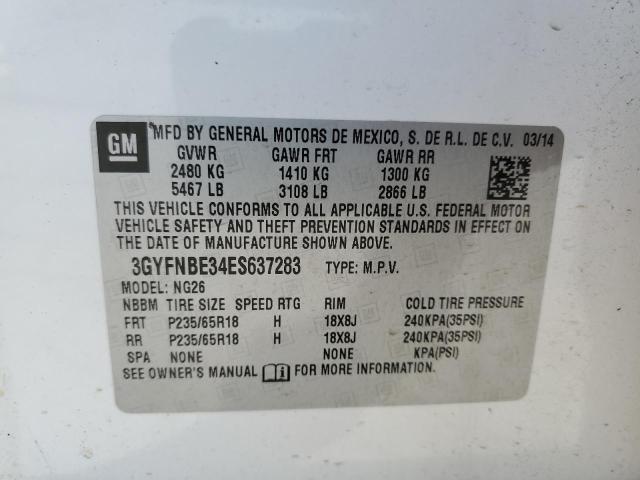 GM MFD BY GENERAL MOTORS DE MEXICO, S. DE R.L. DE C.V. 03/14
GVWR GAWR FRT GAWR RR
2480 KG 1410 KG 1300 KG
5467 LB 3108 LB 2866 LB
THIS VEHICLE CONFORMS TO ALL APPLICABLE U.S. FEDERAL MOTOR
VEHICLE SAFETY AND THEFT PREVENTION STANDARDS IN EFFECT ON
THE DATE OF MANUFACTURE SHOWN ABOVE.
3GYFNBE34ES637283 TYPE: M.P.V.
MODEL: NG26
NBBM TIRE SIZE SPEED RTG RIM COLD TIRE PRESSURE
FRT P235/65R18 H 18X8J 240KPA(35PSI)
RR P235/65R18 H 18X8J 240KPA(35PSI)
SPA NONE NONE KPA(PSI)
SEE OWNER'S MANUAL FOR MORE INFORMATION.